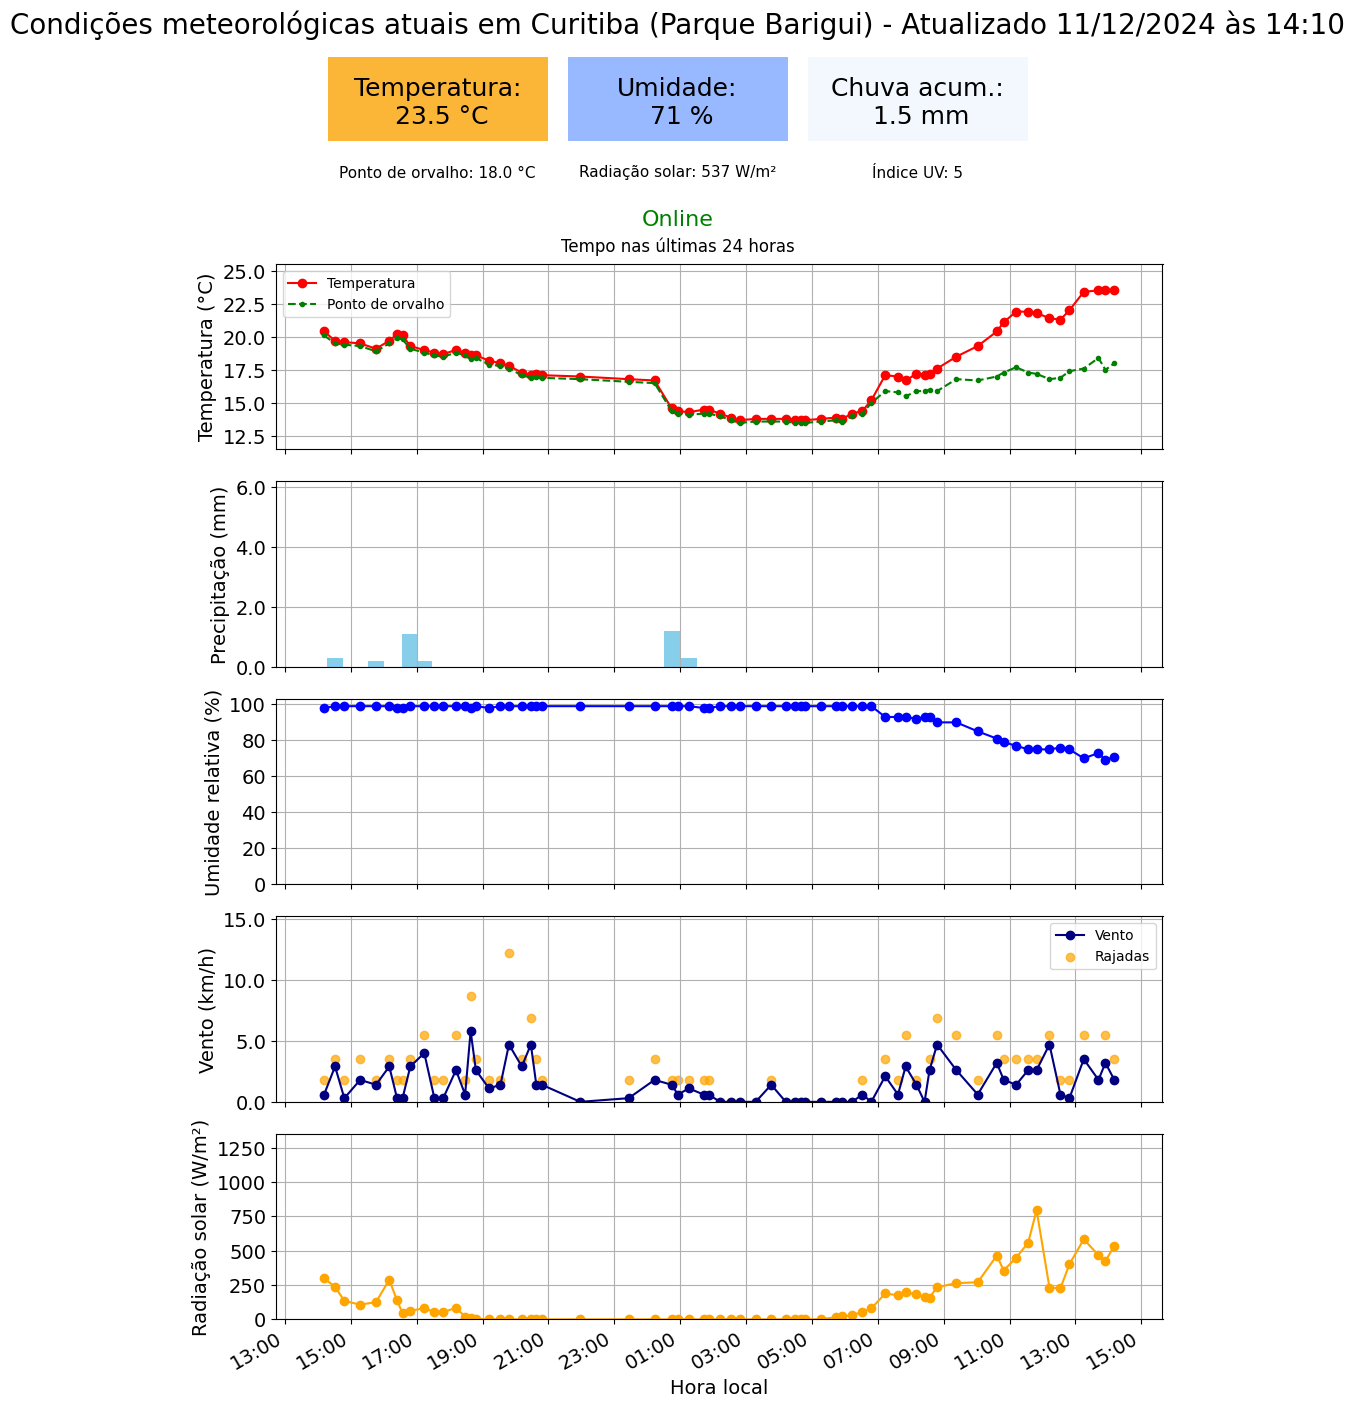 Condições meteorológicas atuais em Curitiba (Parque Barigui) - Atualizado 11/12/2024 às 14:10
Temperatura:
23.5 °C
Umidade:
71 %
Chuva acum.:
1.5 mm
Ponto de orvalho: 18.0 °C
Radiação solar: 537 W/m²
Índice UV: 5
Online
Tempo nas últimas 24 horas
Temperatura (°C)
25.0
22.5
20.0
17.5
15.0
12.5
Temperatura
Ponto de orvalho
Precipitação (mm)
6.0
4.0
2.0
0.0
Umidade relativa (%)
100
80
60
40
20
0
Vento (km/h)
15.0
10.0
5.0
0.0
Vento
Rajadas
Radiação solar (W/m²)
1250
1000
750
500
250
0
13:00
15:00
17:00
19:00
21:00
23:00
01:00
03:00
05:00
07:00
09:00
11:00
13:00
15:00
Hora local